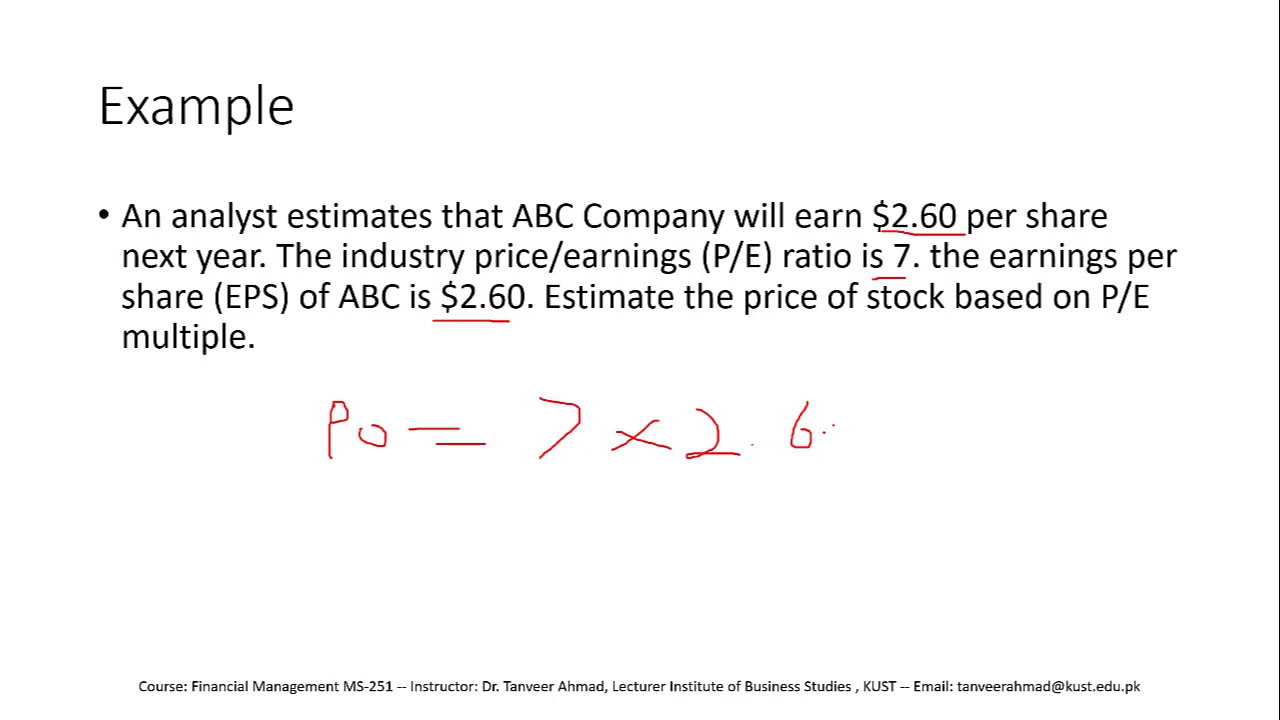 Example
• An analyst estimates that ABC Company will earn $2.60 per share
next year. The industry price/earnings (P/E) ratio is 7. the earnings per
share (EPS) of ABC is $2.60. Estimate the price of stock based on P/E
multiple.
Po = 7 × 2.6
Course: Financial Management MS-251 -- Instructor: Dr. Tanveer Ahmad, Lecturer Institute of Business Studies , KUST -- Email: tanveerahmad@kust.edu.pk